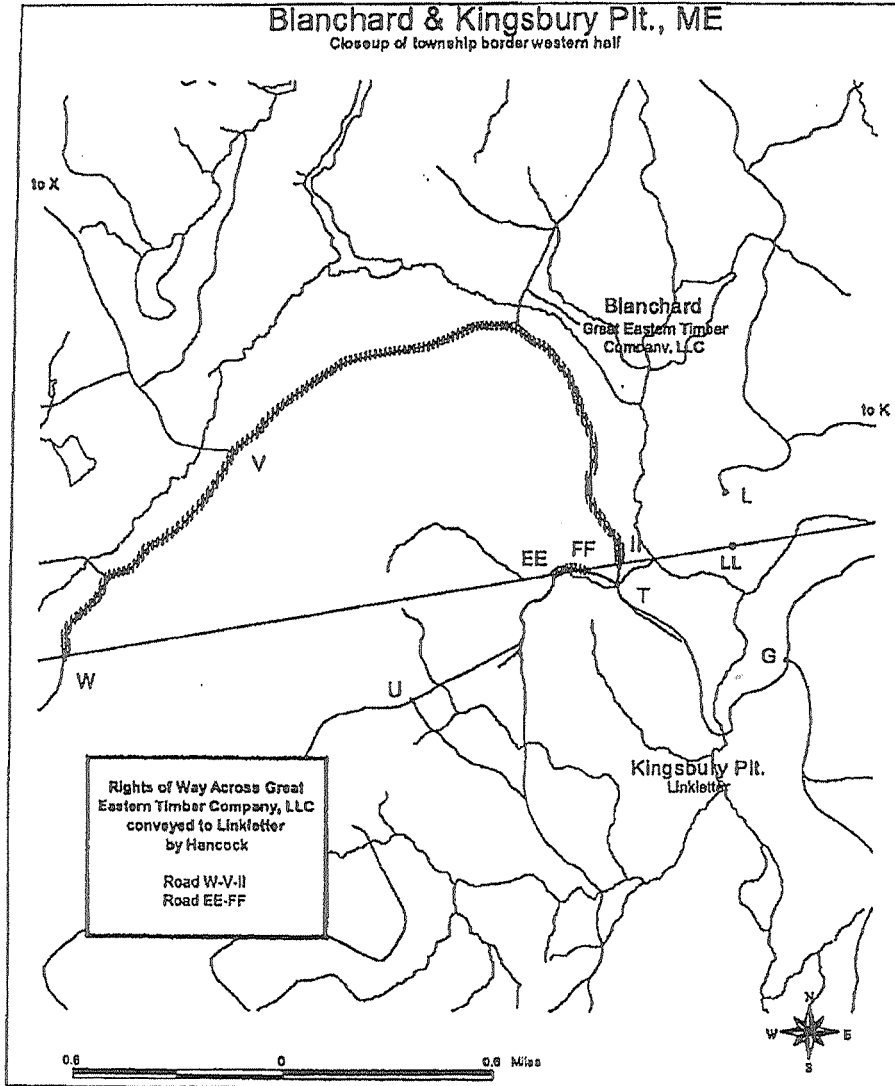 Blanchard & Kingsbury Plt., ME
Closeup of township border western half
to X
Blanchard
Great Eastern Timber
Company, LLC
to K
V
L
II
EE
FF
LL
T
W
G
U
Kingsbury Plt.
Linkletter
Rights of Way Across Great
Eastern Timber Company, LLC
conveyed to Linkletter
by Hancock
Road W-V-II
Road EE-FF
N
W
E
S
0.6
0
0.6
Miles